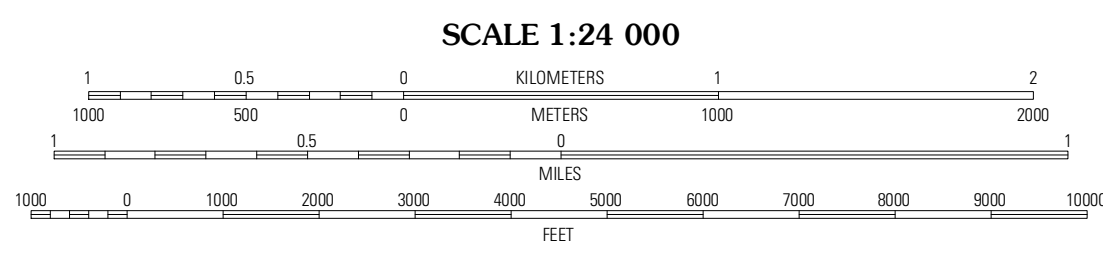 SCALE 1:24 000
1 0.5 0 KILOMETERS 1 2
1000 500 0 METERS 1000 2000
1 0.5 0 1
MILES
1000 0 1000 2000 3000 4000 5000 6000 7000 8000 9000 10000
FEET